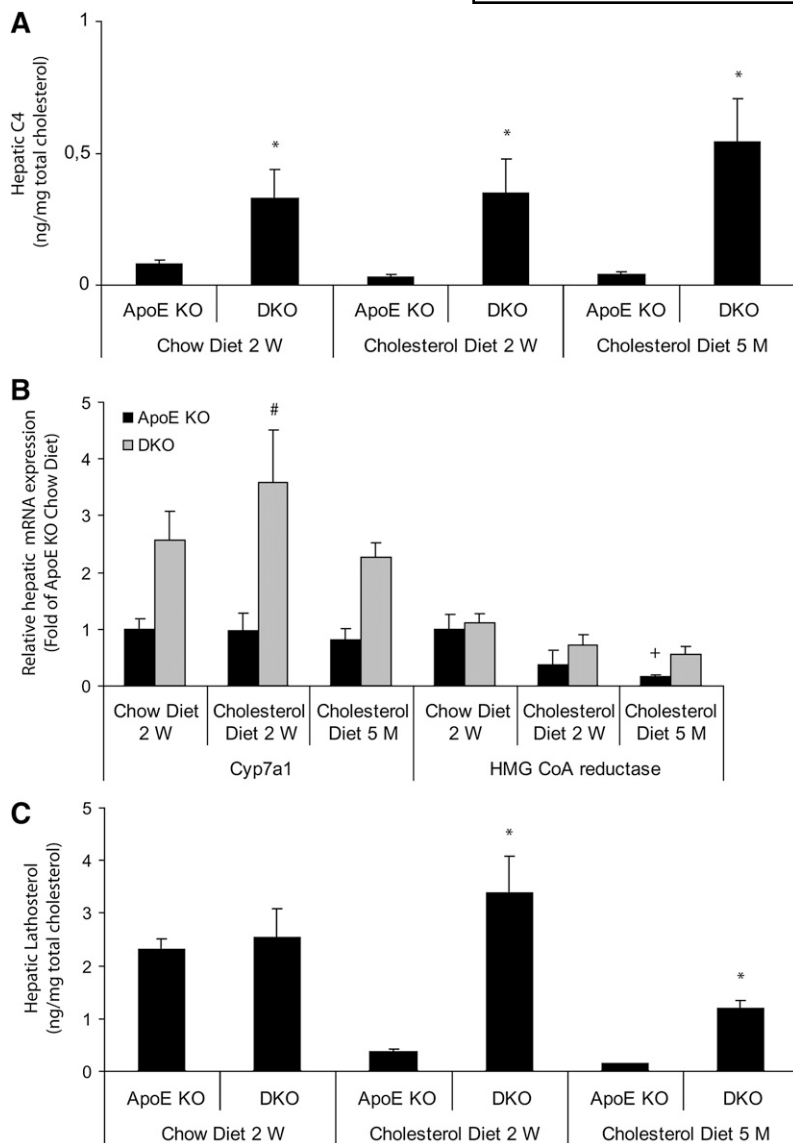 A
Hepatic C4
(ng/mg total cholesterol)
1
0,5
0
*
*
*
ApoE KO
DKO
ApoE KO
DKO
ApoE KO
DKO
Chow Diet 2 W
Cholesterol Diet 2 W
Cholesterol Diet 5 M
B
Relative hepatic mRNA expression
(Fold of ApoE KO Chow Diet)
5
4
3
2
1
0
ApoE KO
DKO
#
+
Chow Diet
2 W
Cholesterol
Diet 2 W
Cholesterol
Diet 5 M
Chow Diet
2 W
Cholesterol
Diet 2 W
Cholesterol
Diet 5 M
Cyp7a1
HMG CoA reductase
C
Hepatic Lathosterol
(ng/mg total cholesterol)
5
4
3
2
1
0
*
*
ApoE KO
DKO
ApoE KO
DKO
ApoE KO
DKO
Chow Diet 2 W
Cholesterol Diet 2 W
Cholesterol Diet 5 M